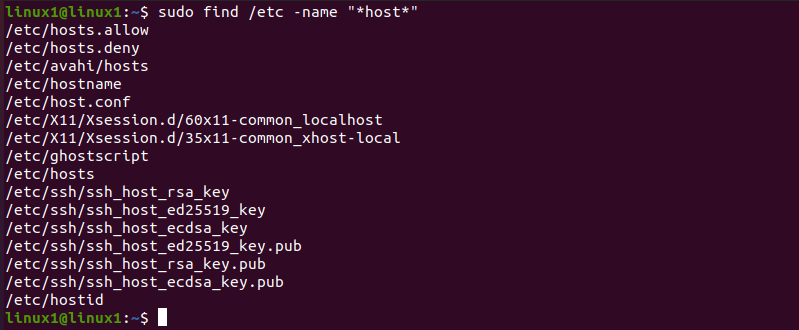 linux1@linux1:~$ sudo find /etc -name "*host*"
/etc/hosts.allow
/etc/hosts.deny
/etc/avahi/hosts
/etc/hostname
/etc/host.conf
/etc/X11/Xsession.d/60x11-common_localhost
/etc/X11/Xsession.d/35x11-common_xhost-local
/etc/ghostscript
/etc/hosts
/etc/ssh/ssh_host_rsa_key
/etc/ssh/ssh_host_ed25519_key
/etc/ssh/ssh_host_ecdsa_key
/etc/ssh/ssh_host_ed25519_key.pub
/etc/ssh/ssh_host_rsa_key.pub
/etc/ssh/ssh_host_ecdsa_key.pub
/etc/hostid
linux1@linux1:~$